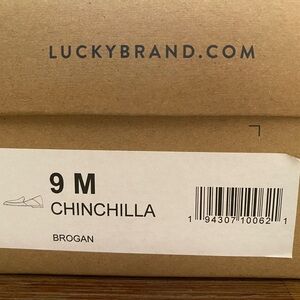 LUCKYBRAND.COM
9 M
CHINCHILLA
BROGAN
1 94307 10062 1